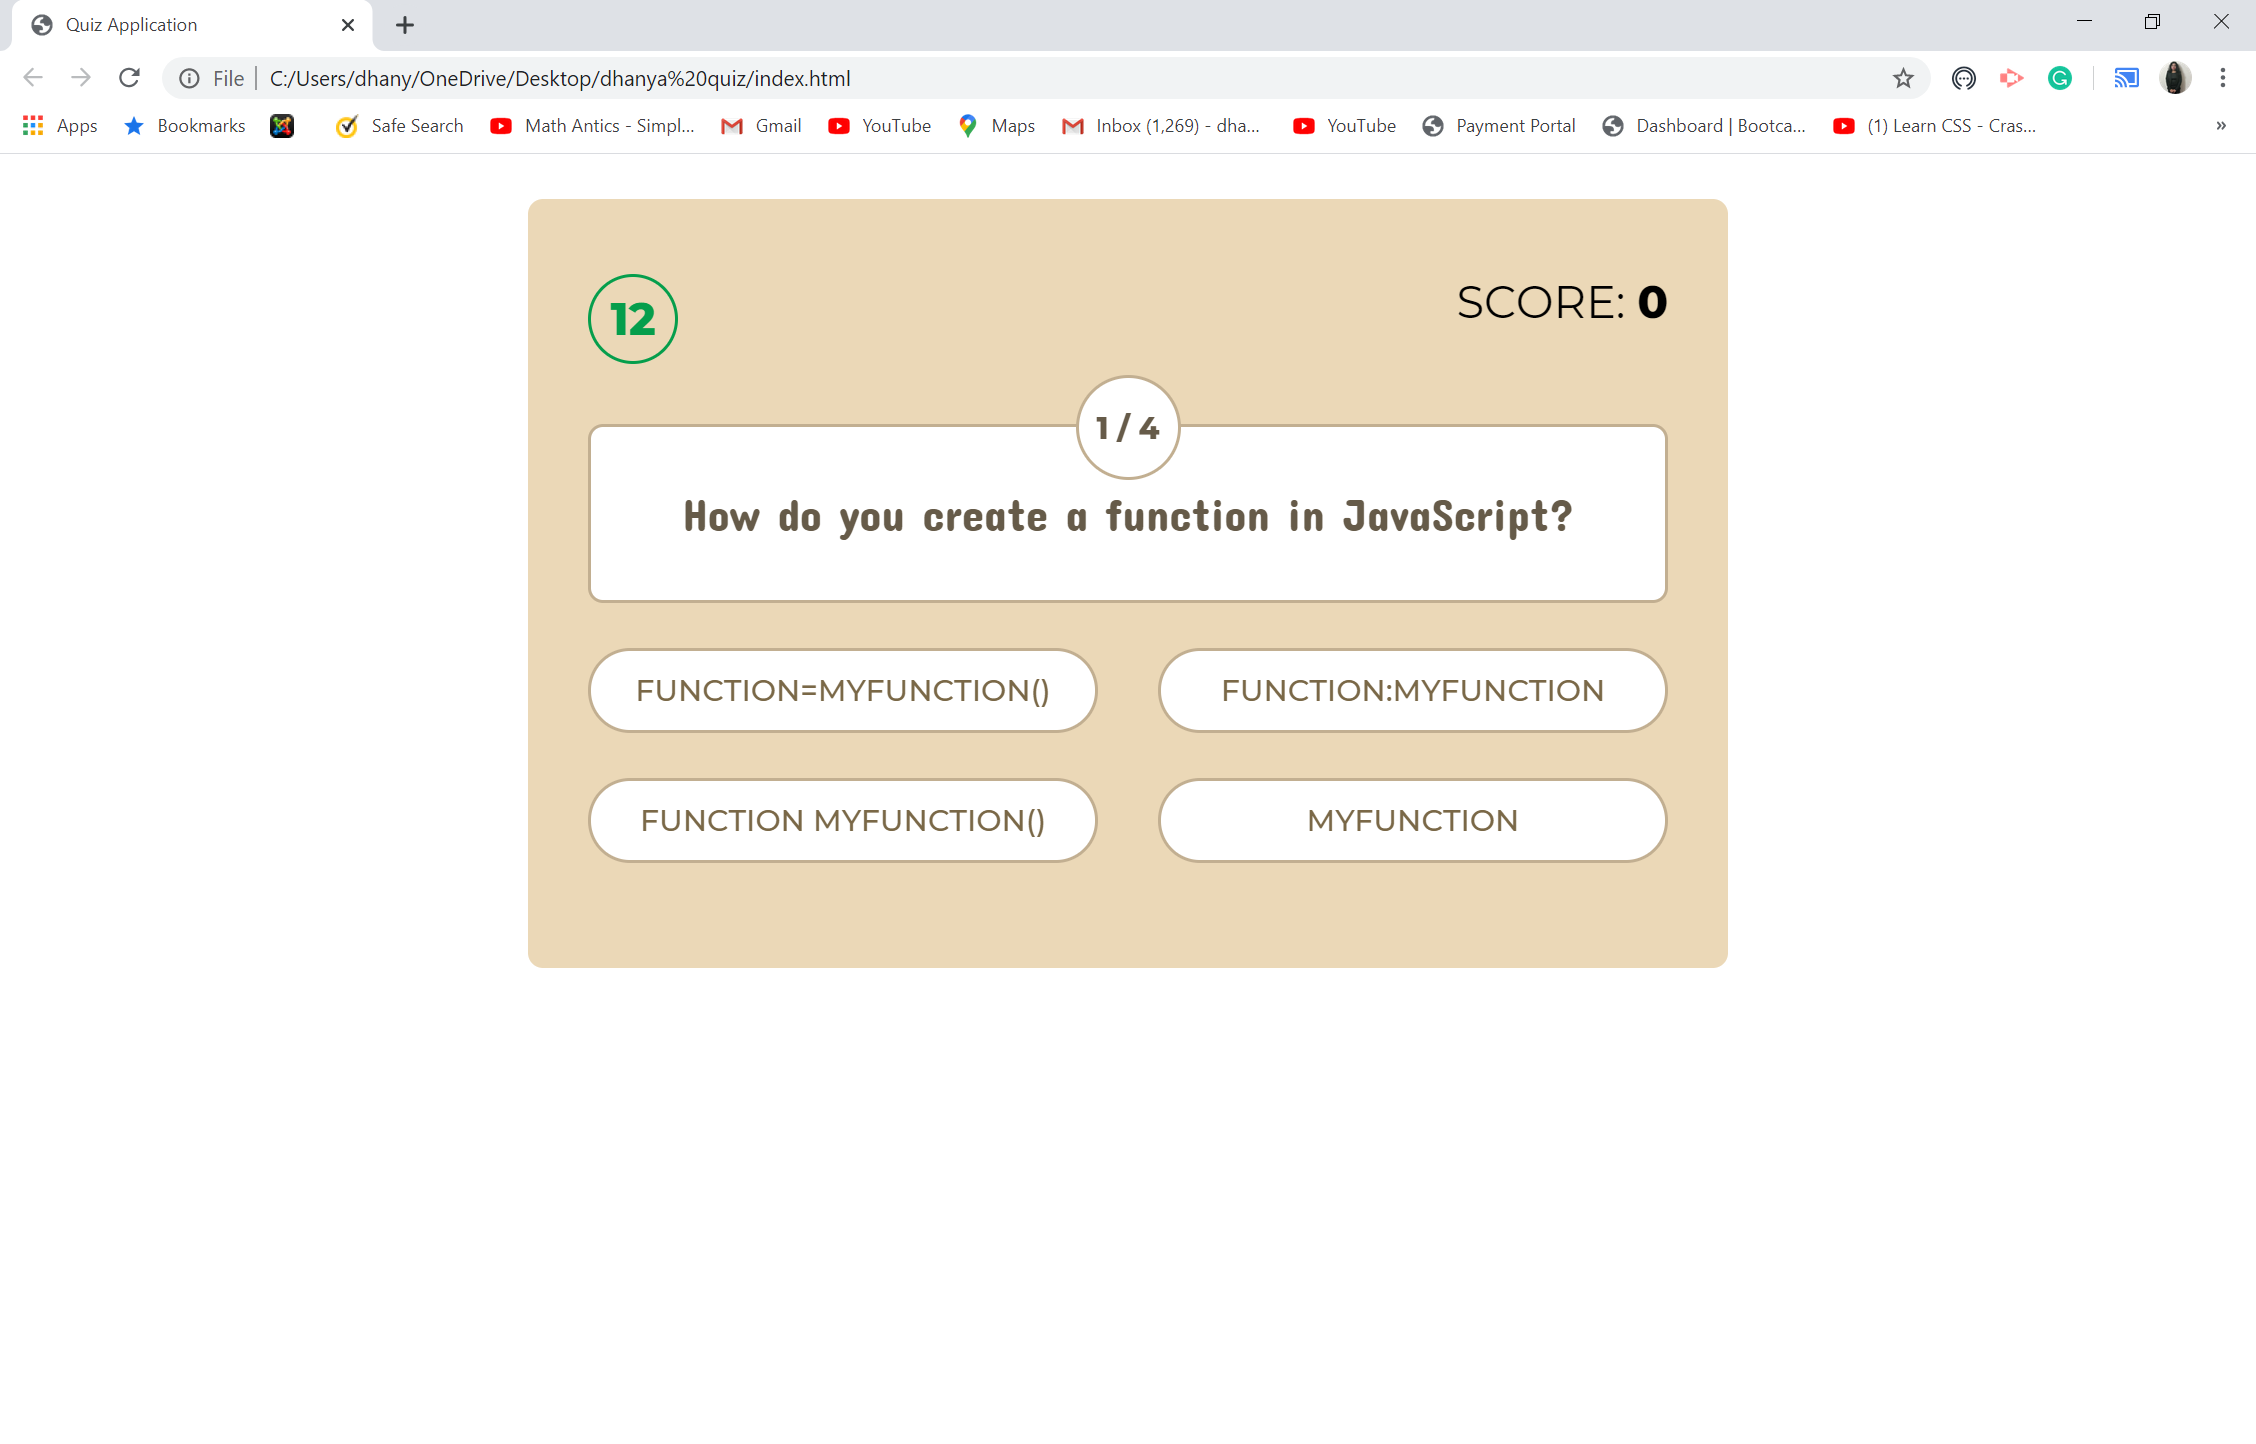 Quiz Application
File | C:/Users/dhany/OneDrive/Desktop/dhanya%20quiz/index.html
Apps Bookmarks Safe Search Math Antics - Simpl... Gmail YouTube Maps Inbox (1,269) - dha... YouTube Payment Portal Dashboard | Bootca... (1) Learn CSS - Cras... »
12 SCORE: 0
1 / 4
How do you create a function in JavaScript?
FUNCTION=MYFUNCTION() FUNCTION:MYFUNCTION
FUNCTION MYFUNCTION() MYFUNCTION